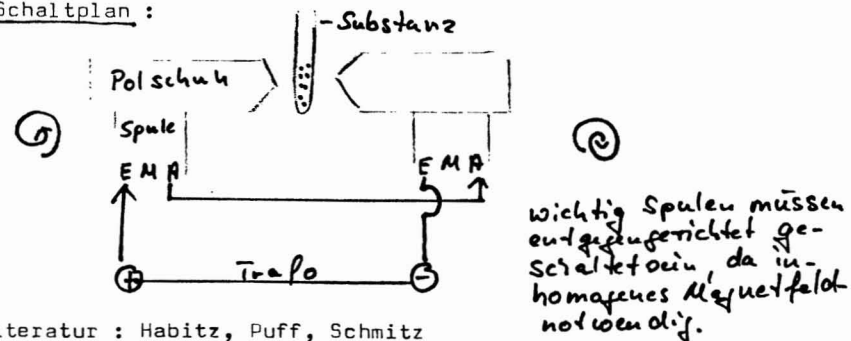 Schaltplan :
Substanz
Polschuh
Spule
E M A
E M A
wichtig Spulen müssen
entgegengerichtet ge-
schaltet sein, da in-
homogenes Magnetfeld
notwendig.
+ Trafo -
iteratur : Habitz, Puff, Schmitz